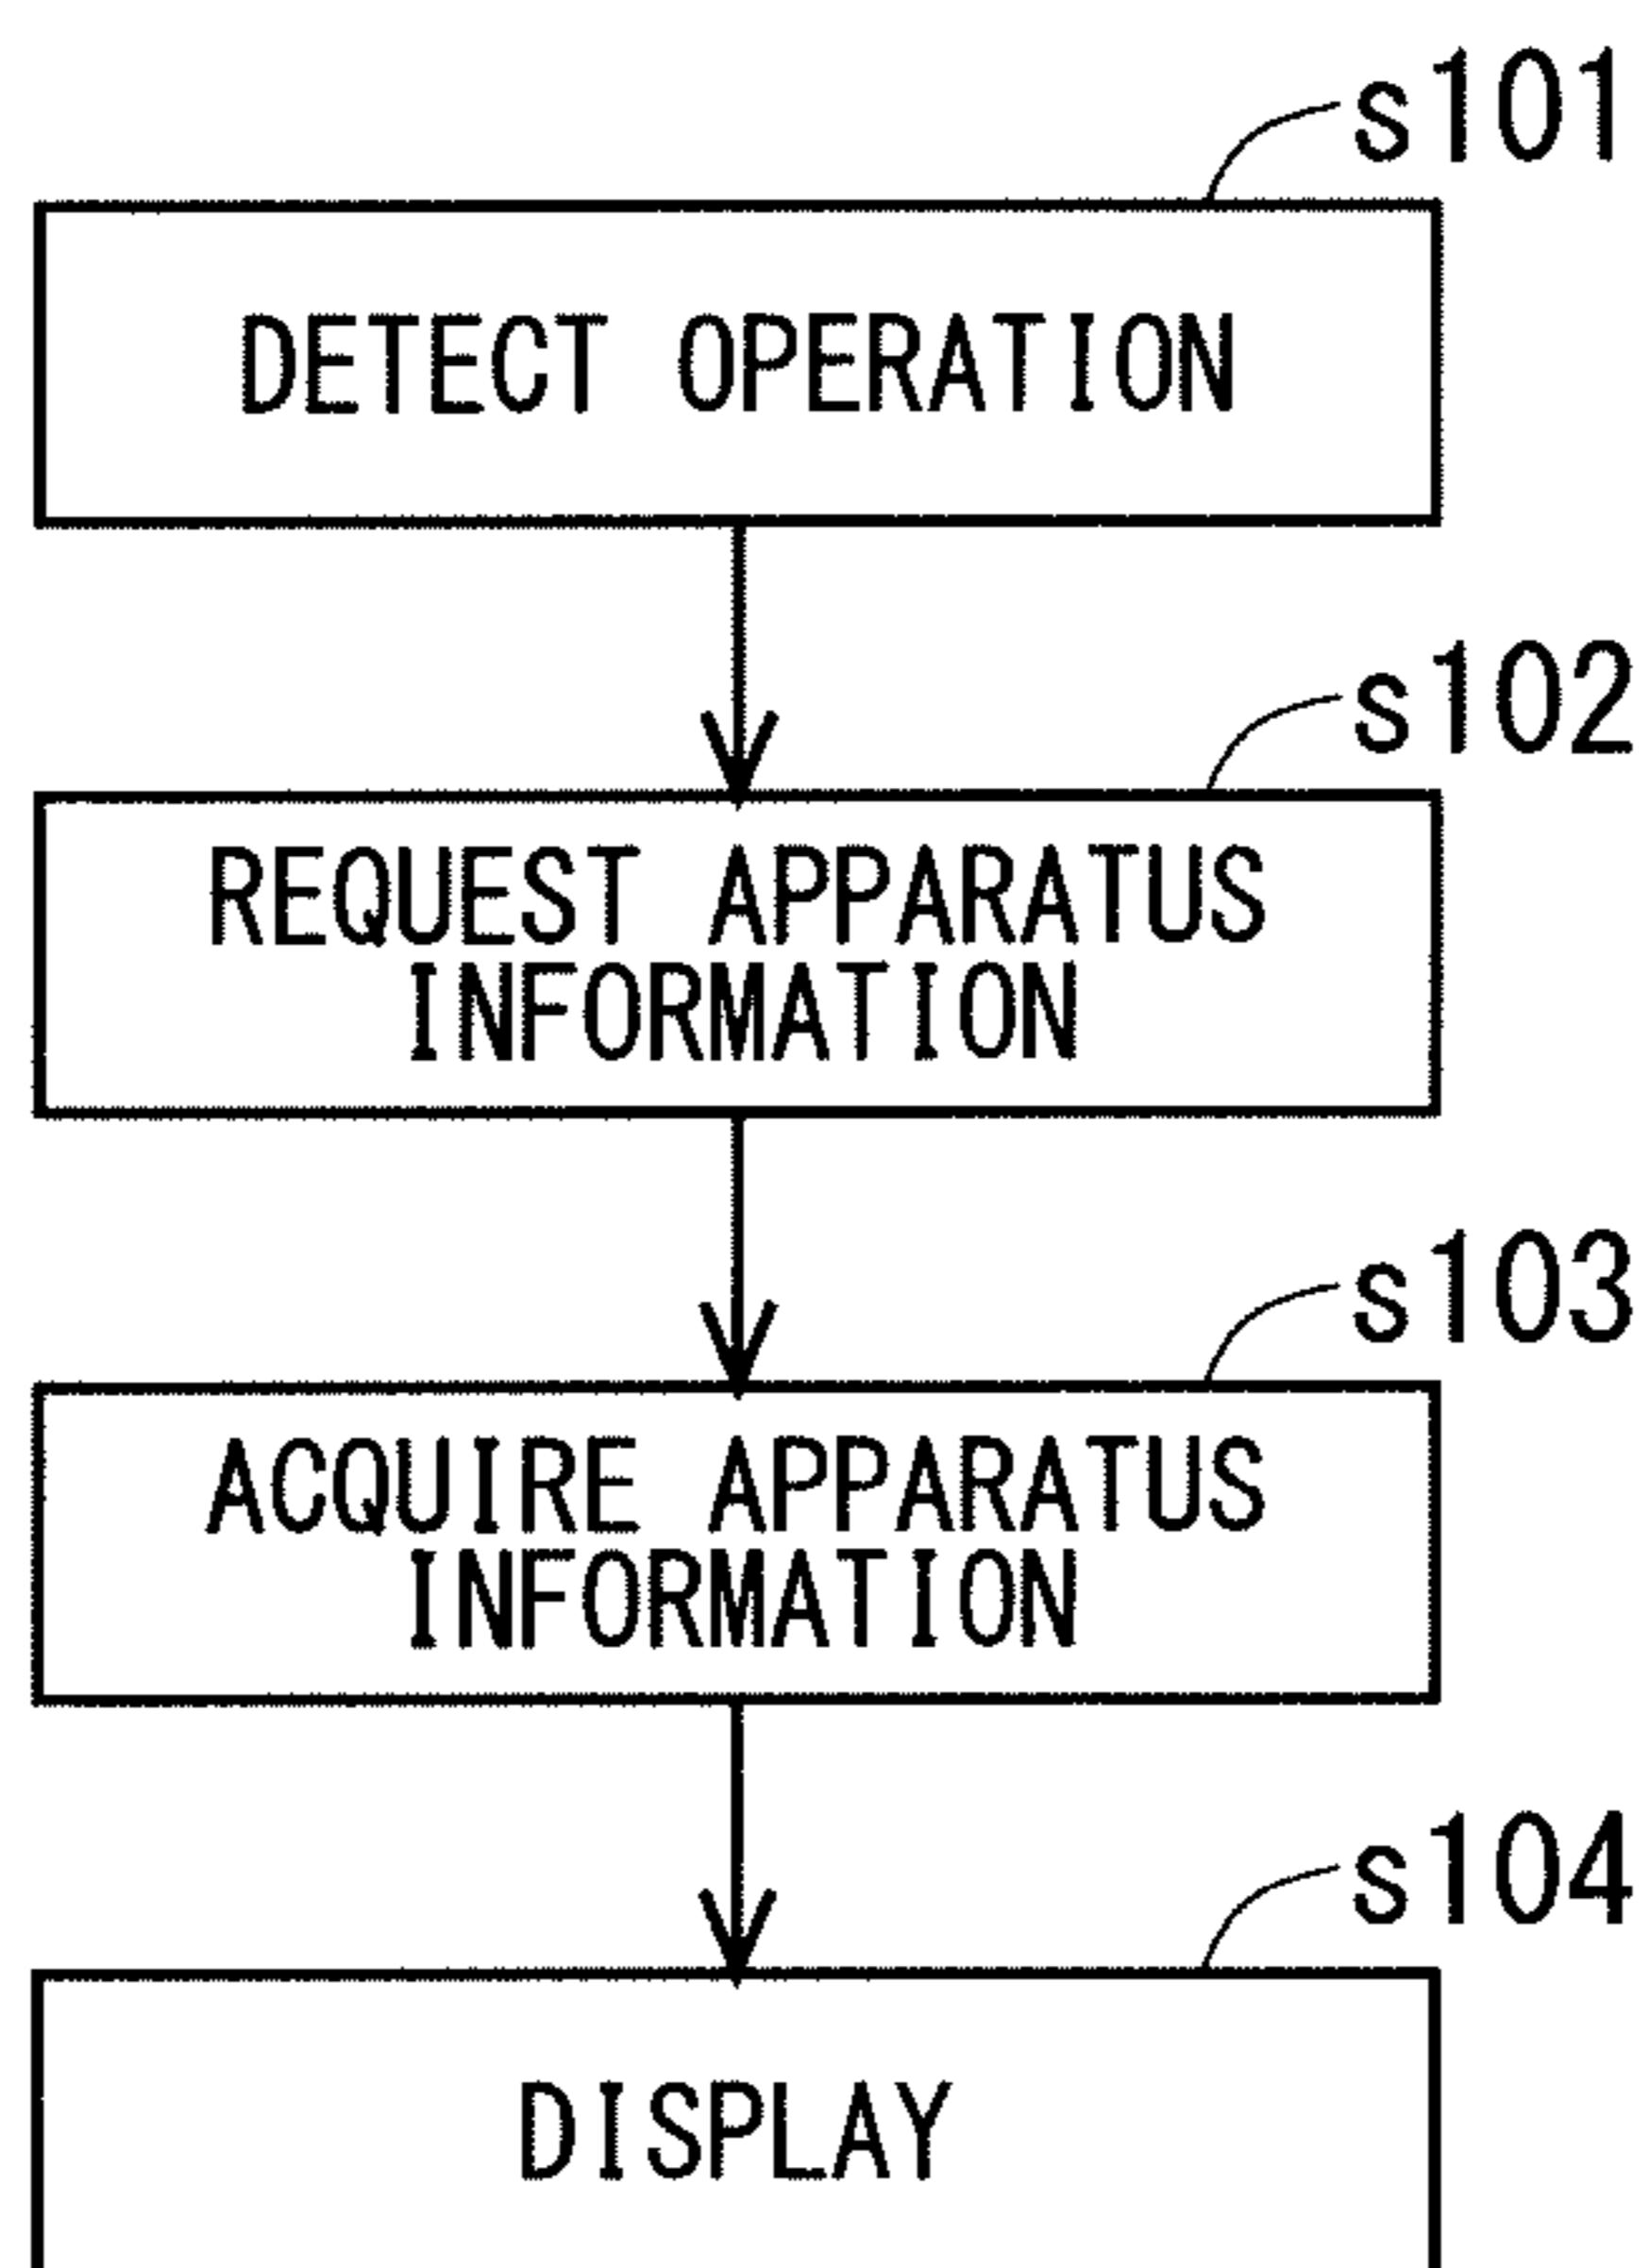 s101
DETECT OPERATION
s102
REQUEST APPARATUS
INFORMATION
s103
ACQUIRE APPARATUS
INFORMATION
s104
DISPLAY